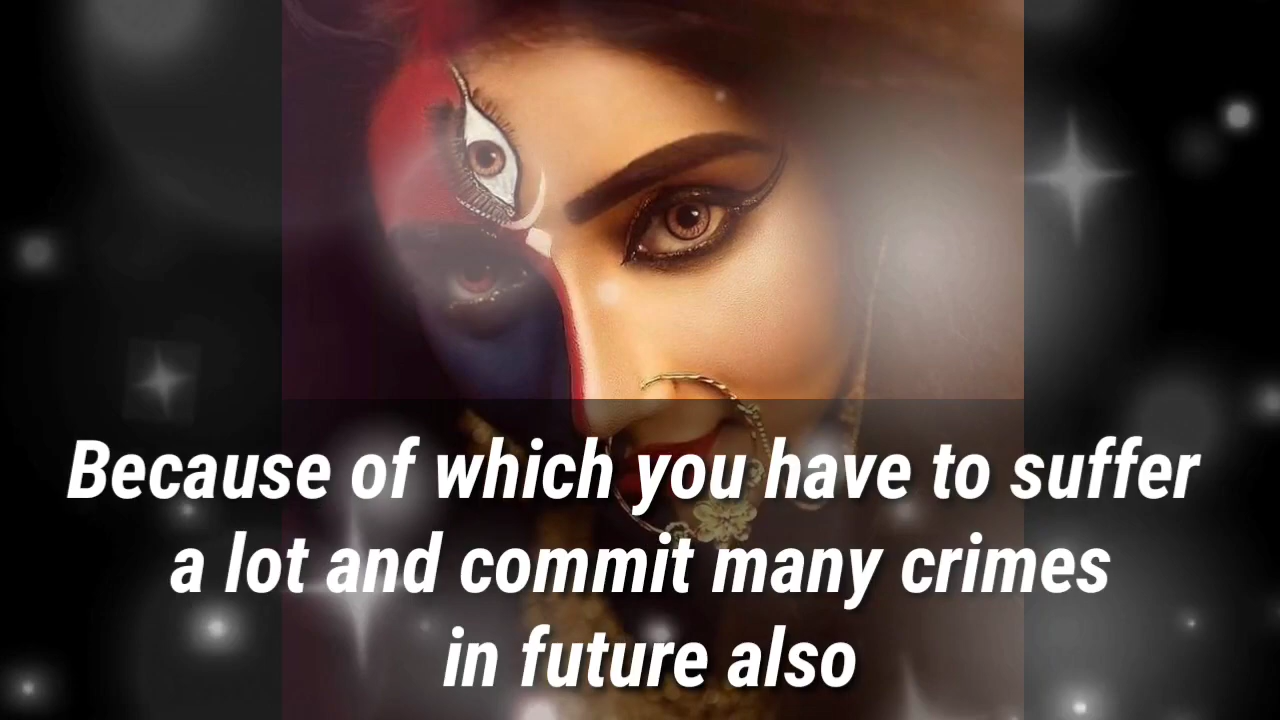 Because of which you have to suffer
a lot and commit many crimes
in future also